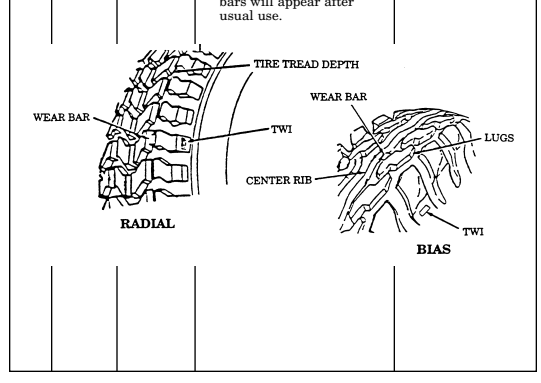 bars will appear after
usual use.
TIRE TREAD DEPTH
WEAR BAR
TWI
RADIAL
WEAR BAR
LUGS
CENTER RIB
TWI
BIAS